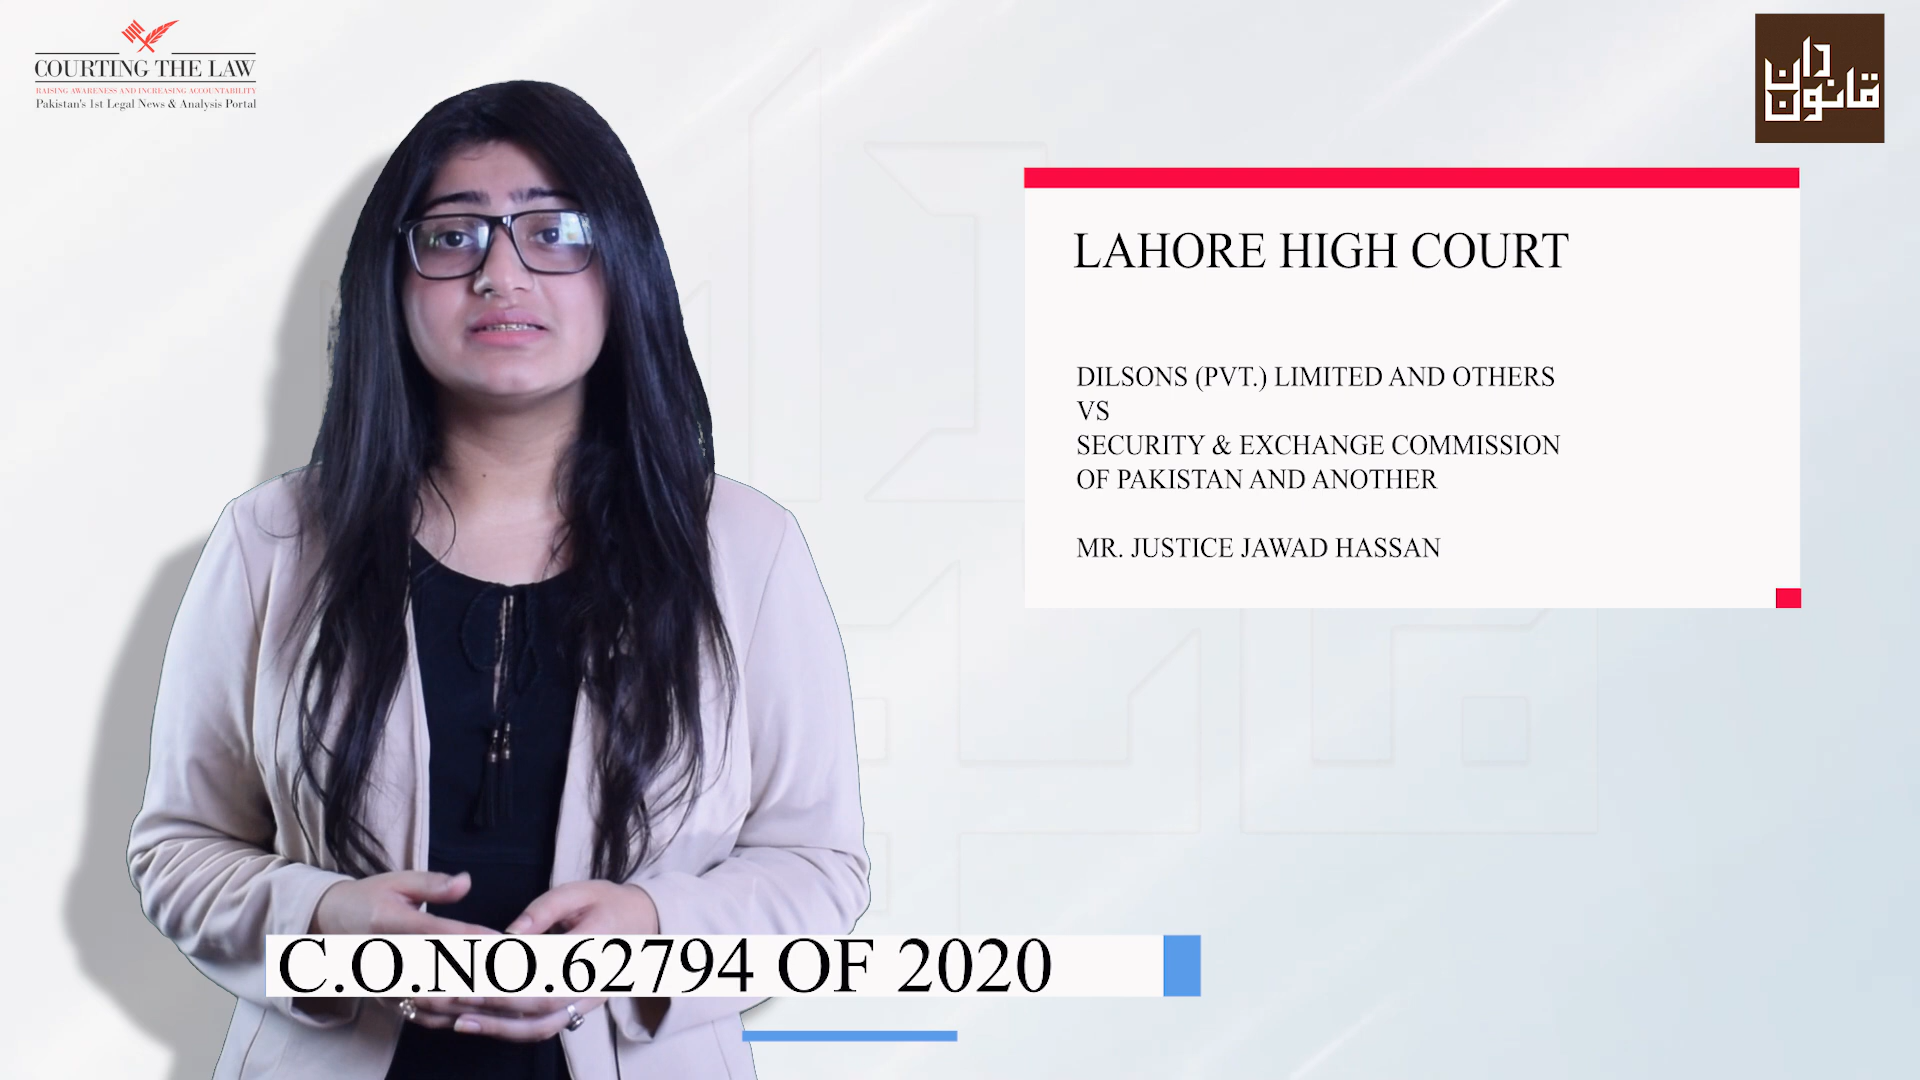 COURTING THE LAW
RAISING AWARENESS AND INCREASING ACCOUNTABILITY
Pakistan's 1st Legal News & Analysis Portal
قانون دان
LAHORE HIGH COURT
DILSONS (PVT.) LIMITED AND OTHERS
VS
SECURITY & EXCHANGE COMMISSION
OF PAKISTAN AND ANOTHER
MR. JUSTICE JAWAD HASSAN
C.O.NO.62794 OF 2020